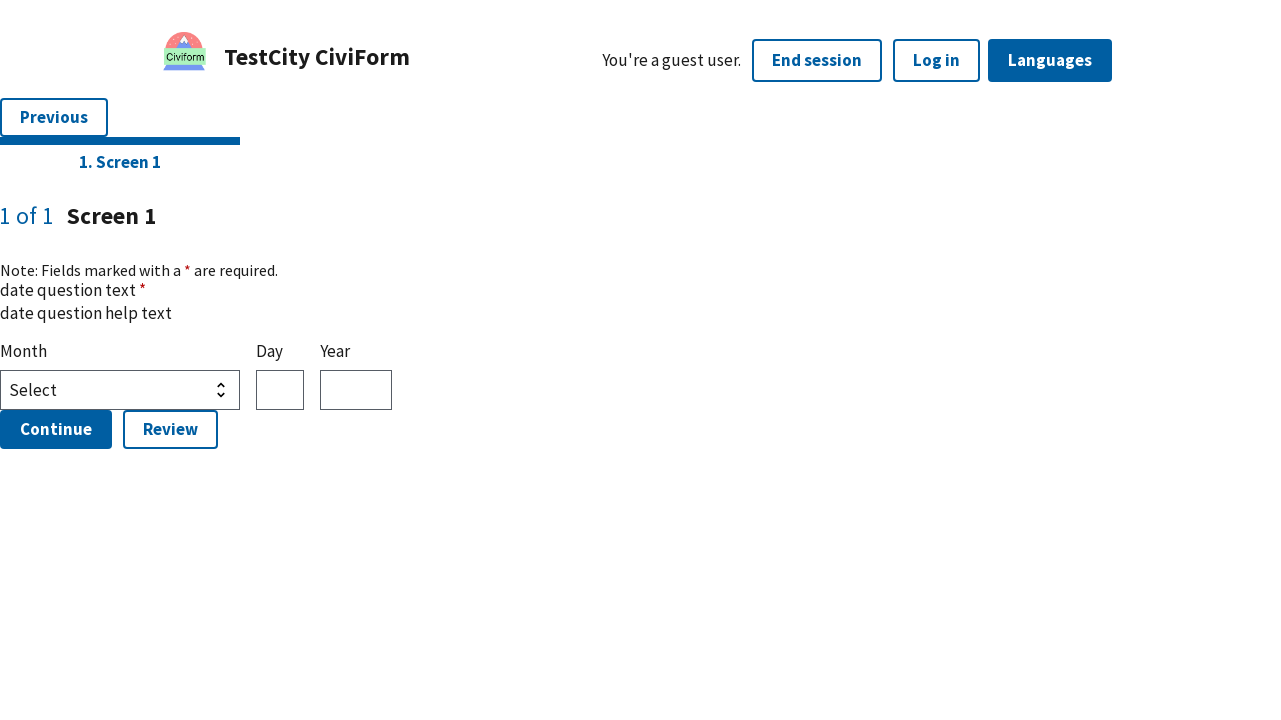 Civiform
TestCity CiviForm
You're a guest user.
End session
Log in
Languages
Previous
1. Screen 1
1 of 1 Screen 1
Note: Fields marked with a * are required.
date question text *
date question help text
Month Day Year
Select
Continue Review